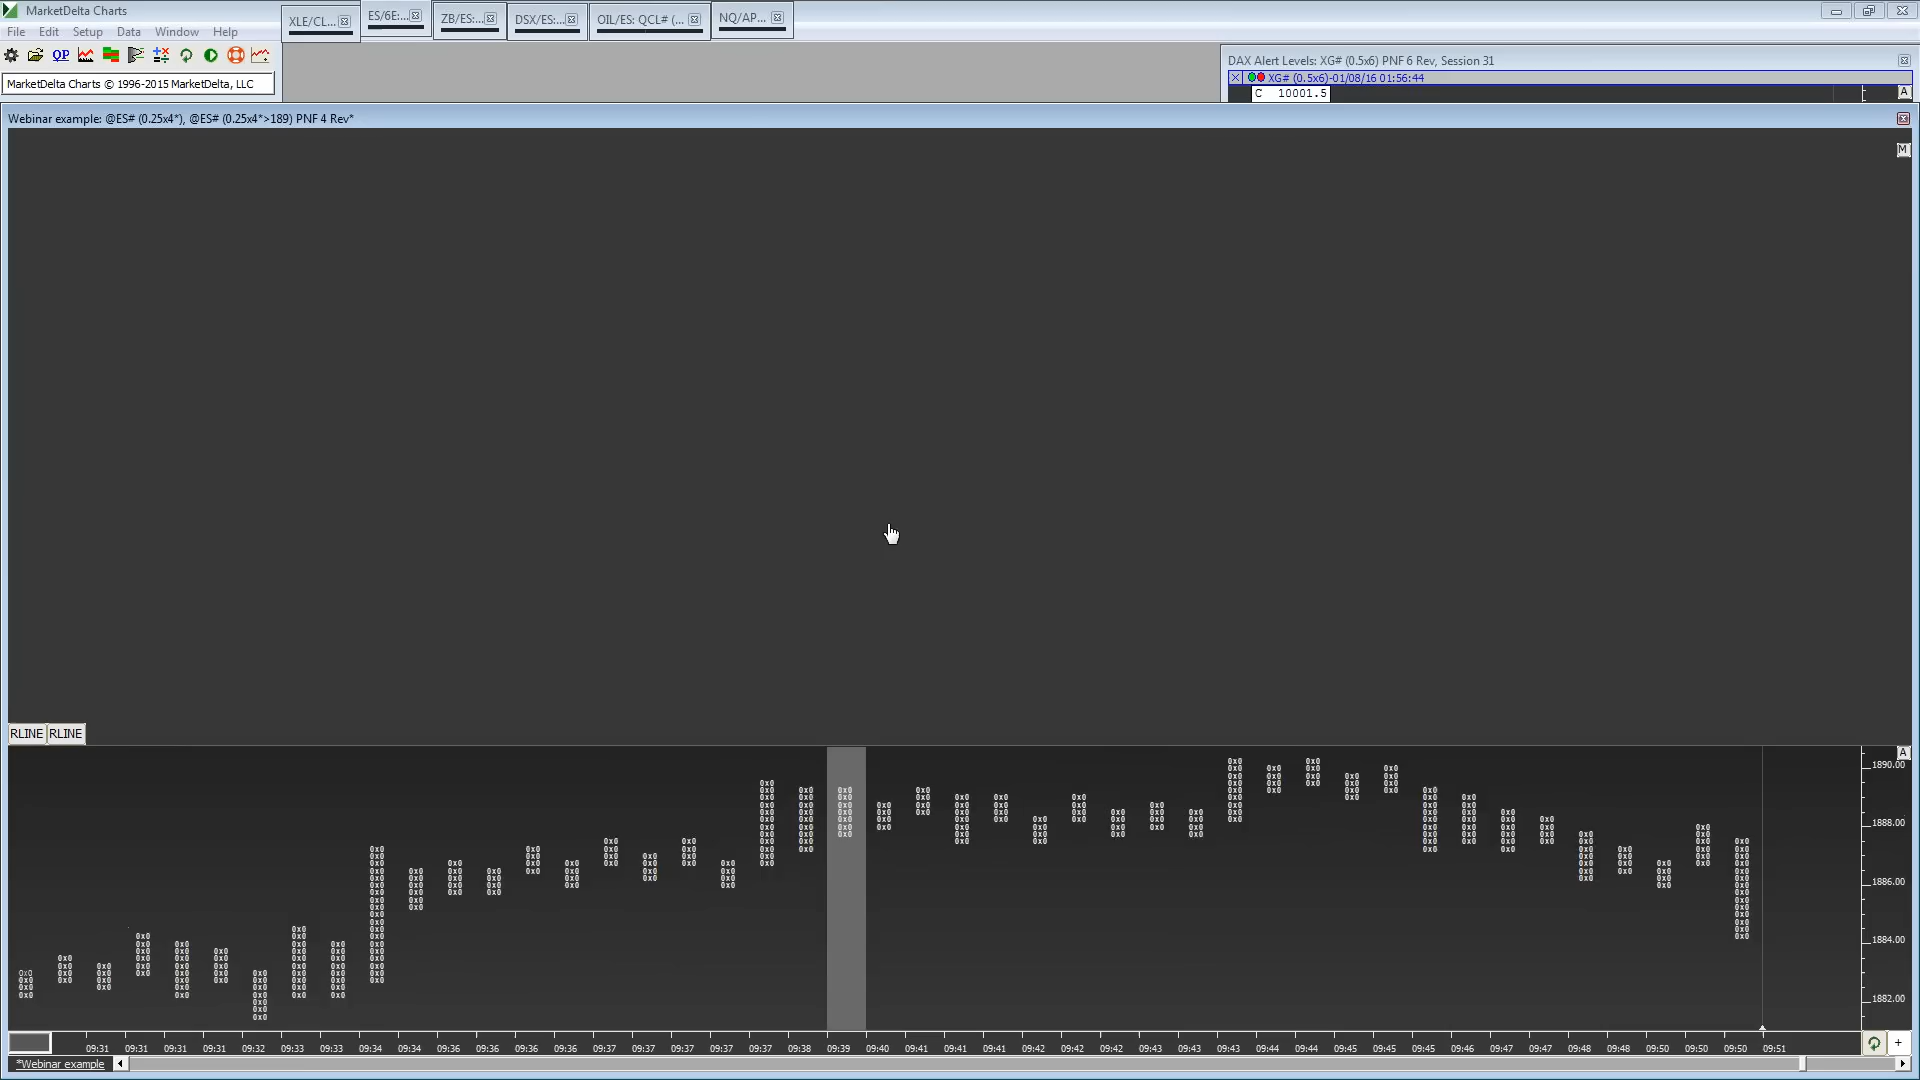 MarketDelta Charts
XLE/CL...
ES/6E:...
ZB/ES:...
DSX/ES:...
OIL/ES: QCL# (...
NQ/AP...
File Edit Setup Data Window Help
QP
MarketDelta Charts © 1996-2015 MarketDelta, LLC
DAX Alert Levels: XG# (0.5x6) PNF 6 Rev, Session 31
XG# (0.5x6)-01/08/16 01:56:44
C 10001.5
A
Webinar example: @ES# (0.25x4*), @ES# (0.25x4*>189) PNF 4 Rev*
M
RLINE RLINE
A
1890.00
1888.00
1886.00
1884.00
1882.00
09:31 09:31 09:31 09:31 09:32 09:33 09:33 09:34 09:34 09:34 09:36 09:36 09:36 09:37 09:37 09:37 09:37 09:37 09:38 09:39 09:40 09:41 09:41 09:41 09:42 09:42 09:42 09:43 09:43 09:43 09:44 09:44 09:45 09:45 09:45 09:46 09:47 09:47 09:48 09:48 09:50 09:50 09:50 09:51
+
*Webinar example